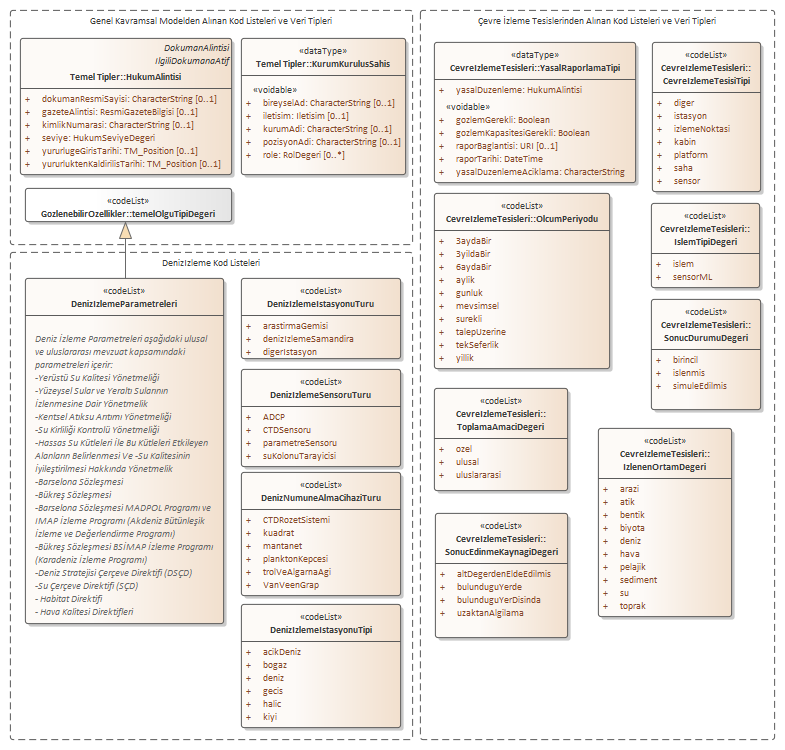 Genel Kavramsal Modelden Alınan Kod Listeleri ve Veri Tipleri
DokumanAlintisi
IlgiliDokumanaAtif
Temel Tipler::HukumAlintisi
+ dokumanResmiSayisi: CharacterString [0..1]
+ gazeteAlintisi: ResmiGazeteBilgisi [0..1]
+ kimlikNumarasi: CharacterString [0..1]
+ seviye: HukumSeviyeDegeri
+ yururlugeGirisTarihi: TM_Position [0..1]
+ yururluktenKaldirilisTarihi: TM_Position [0..1]
«dataType»
Temel Tipler::KurumKurulusSahis
«voidable»
+ bireyselAd: CharacterString [0..1]
+ iletisim: Iletisim [0..1]
+ kurumAdi: CharacterString [0..1]
+ pozisyonAdi: CharacterString [0..1]
+ role: RolDegeri [0..*]
«codeList»
GozlenebilirOzellikler::temelOlguTipiDegeri
DenizIzleme Kod Listeleri
«codeList»
DenizIzlemeParametreleri
Deniz İzleme Parametreleri aşağıdaki ulusal
ve uluslararası mevzuat kapsamındaki
parametreleri içerir:
-Yerüstü Su Kalitesi Yönetmeliği
-Yüzeysel Sular ve Yeraltı Sularının
İzlenmesine Dair Yönetmelik
-Kentsel Atıksu Arıtımı Yönetmeliği
-Su Kirliliği Kontrolü Yönetmeliği
-Hassas Su Kütleleri İle Bu Kütleleri Etkileyen
Alanların Belirlenmesi Ve -Su Kalitesinin
İyileştirilmesi Hakkında Yönetmelik
-Barselona Sözleşmesi
-Bükreş Sözleşmesi
-Barselona Sözleşmesi MADPOL Programı ve
IMAP İzleme Programı (Akdeniz Bütünleşik
İzleme ve Değerlendirme Programı)
-Bükreş Sözleşmesi BSİMAP İzleme Programı
(Karadeniz İzleme Programı)
-Deniz Stratejisi Çerçeve Direktifi (DSÇD)
-Su Çerçeve Direktifi (SÇD)
- Habitat Direktifi
- Hava Kalitesi Direktifleri
«codeList»
DenizIzlemeIstasyonuTuru
+ arastirmaGemisi
+ denizIzlemeSamandira
+ digerIstasyon
«codeList»
DenizIzlemeSensoruTuru
+ ADCP
+ CTDSensoru
+ parametreSensoru
+ suKolonuTarayicisi
«codeList»
DenizNumuneAlmaCihaziTuru
+ CTDRozetSistemi
+ kuadrat
+ mantanet
+ planktonKepcesi
+ trolVeAlgarnaAgi
+ VanVeenGrap
«codeList»
DenizIzlemeIstasyonuTipi
+ acikDeniz
+ bogaz
+ deniz
+ gecis
+ halic
+ kiyi
Çevre İzleme Tesislerinden Alınan Kod Listeleri ve Veri Tipleri
«dataType»
CevreIzlemeTesisleri::YasalRaporlamaTipi
+ yasalDuzenleme: HukumAlintisi
«voidable»
+ gozlemGerekli: Boolean
+ gozlemKapasitesiGerekli: Boolean
+ raporBaglantisi: URI [0..1]
+ raporTarihi: DateTime
+ yasalDuzenlemeAciklama: CharacterString
«codeList»
CevreIzlemeTesisleri::
CevreIzlemeTesisiTipi
+ diger
+ istasyon
+ izlemeNoktasi
+ kabin
+ platform
+ saha
+ sensor
«codeList»
CevreIzlemeTesisleri::OlcumPeriyodu
+ 3aydaBir
+ 3yildaBir
+ 6aydaBir
+ aylik
+ gunluk
+ mevsimsel
+ surekli
+ talepUzerine
+ tekSeferlik
+ yillik
«codeList»
CevreIzlemeTesisleri::
IslemTipiDegeri
+ islem
+ sensorML
«codeList»
CevreIzlemeTesisleri::
SonucDurumuDegeri
+ birincil
+ islenmis
+ simuleEdilmis
«codeList»
CevreIzlemeTesisleri::
ToplamaAmaciDegeri
+ ozel
+ ulusal
+ uluslararasi
«codeList»
CevreIzlemeTesisleri::
IzlenenOrtamDegeri
+ arazi
+ atik
+ bentik
+ biyota
+ deniz
+ hava
+ pelajik
+ sediment
+ su
+ toprak
«codeList»
CevreIzlemeTesisleri::
SonucEdinmeKaynagiDegeri
+ altDegerdenEldeEdilmis
+ bulunduguYerde
+ bulunduguYerDisinda
+ uzaktanAlgilama